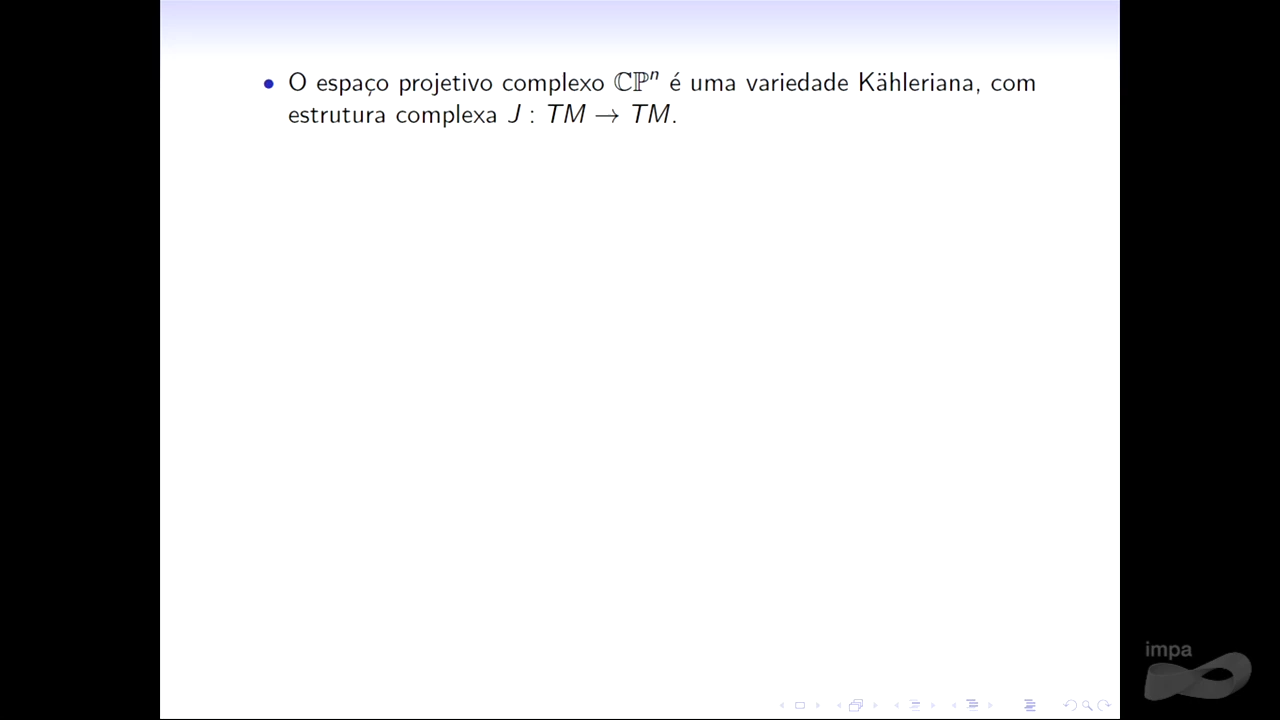 • O espaço projetivo complexo ℂℙⁿ é uma variedade Kähleriana, com
estrutura complexa J : TM → TM.
impa